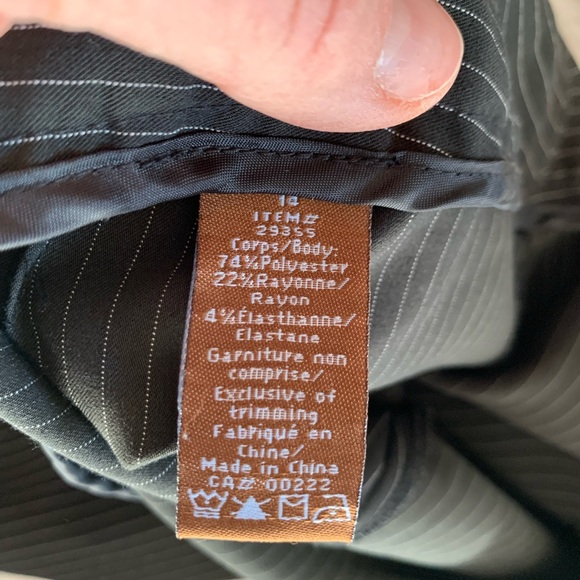 14
ITEM#
29355
Corps/Body:
74%Polyester
22%Rayonne/
Rayon
4%Élasthanne/
Elastane
Garniture non
comprise/
Exclusive of
trimming
Fabriqué en
Chine/
Made in China
CA# 00222